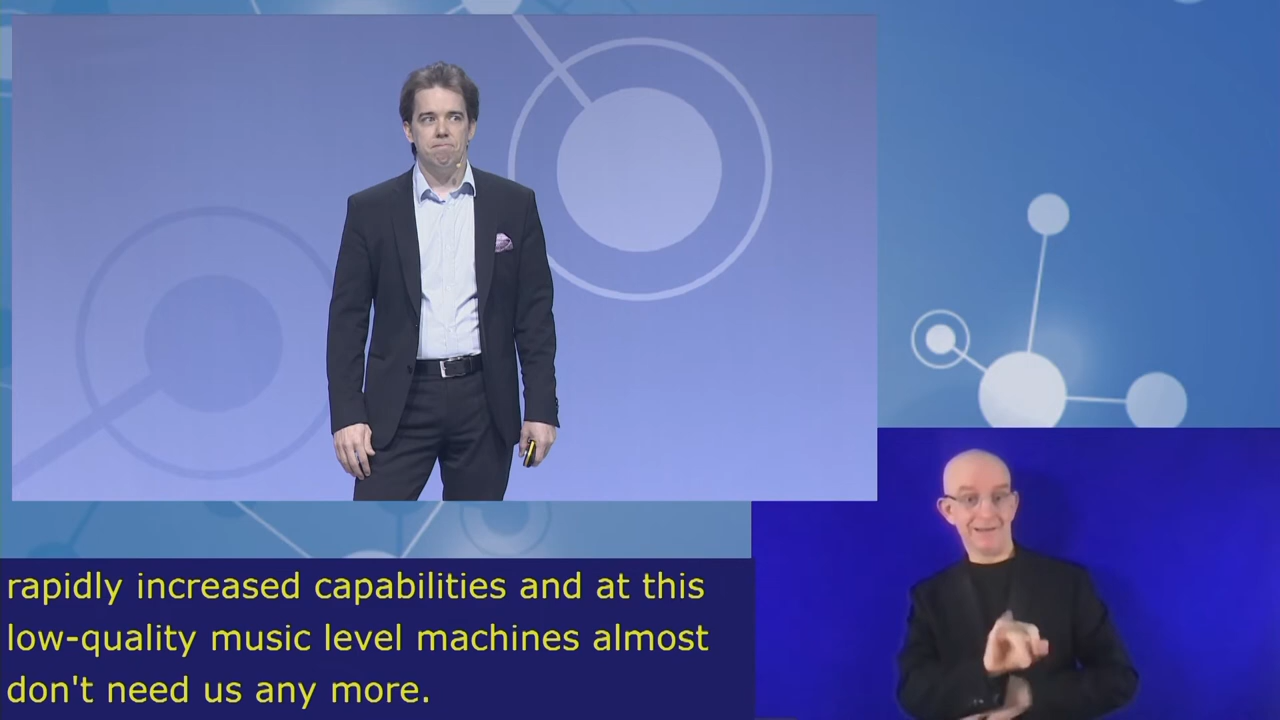 rapidly increased capabilities and at this
low-quality music level machines almost
don't need us any more.